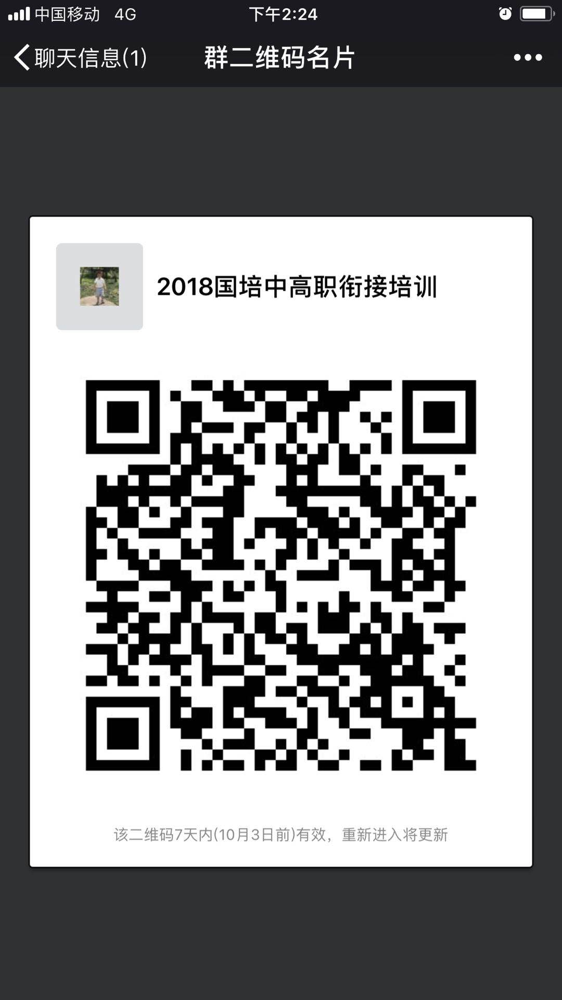 中国移动 4G 下午2:24
聊天信息(1) 群二维码名片
2018国培中高职衔接培训
该二维码7天内(10月3日前)有效，重新进入将更新